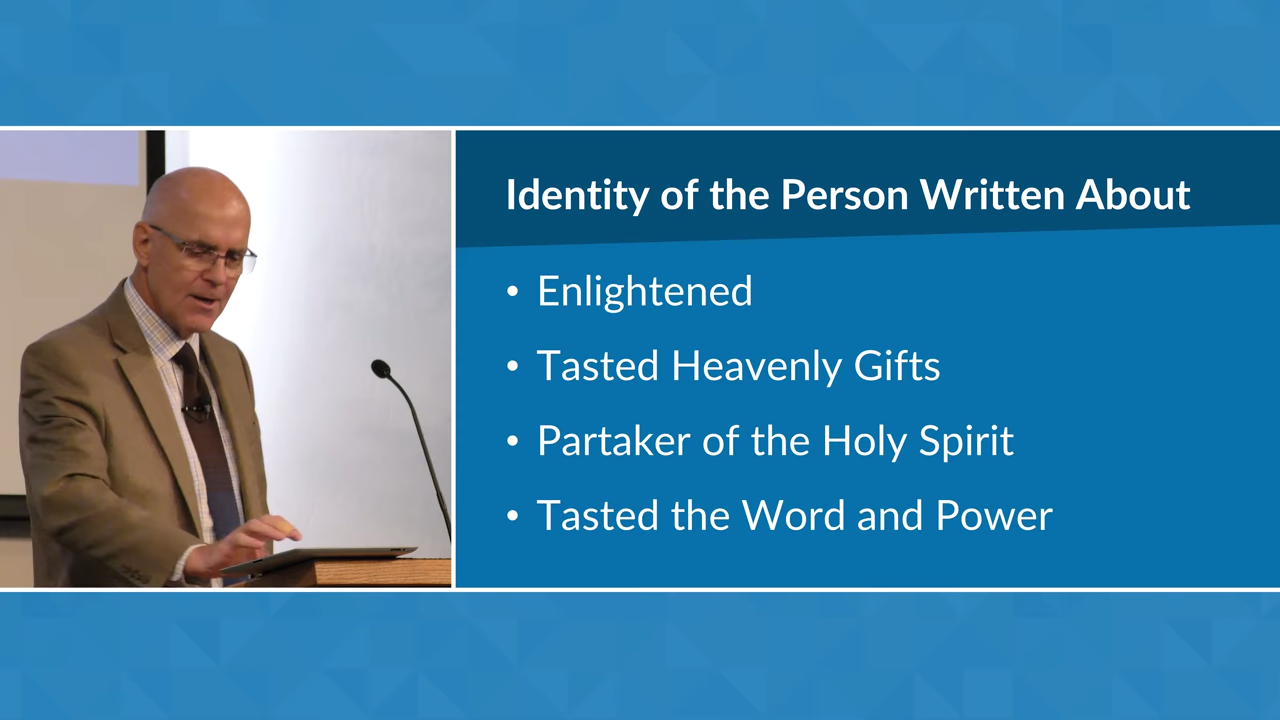 Identity of the Person Written About
• Enlightened
• Tasted Heavenly Gifts
• Partaker of the Holy Spirit
• Tasted the Word and Power